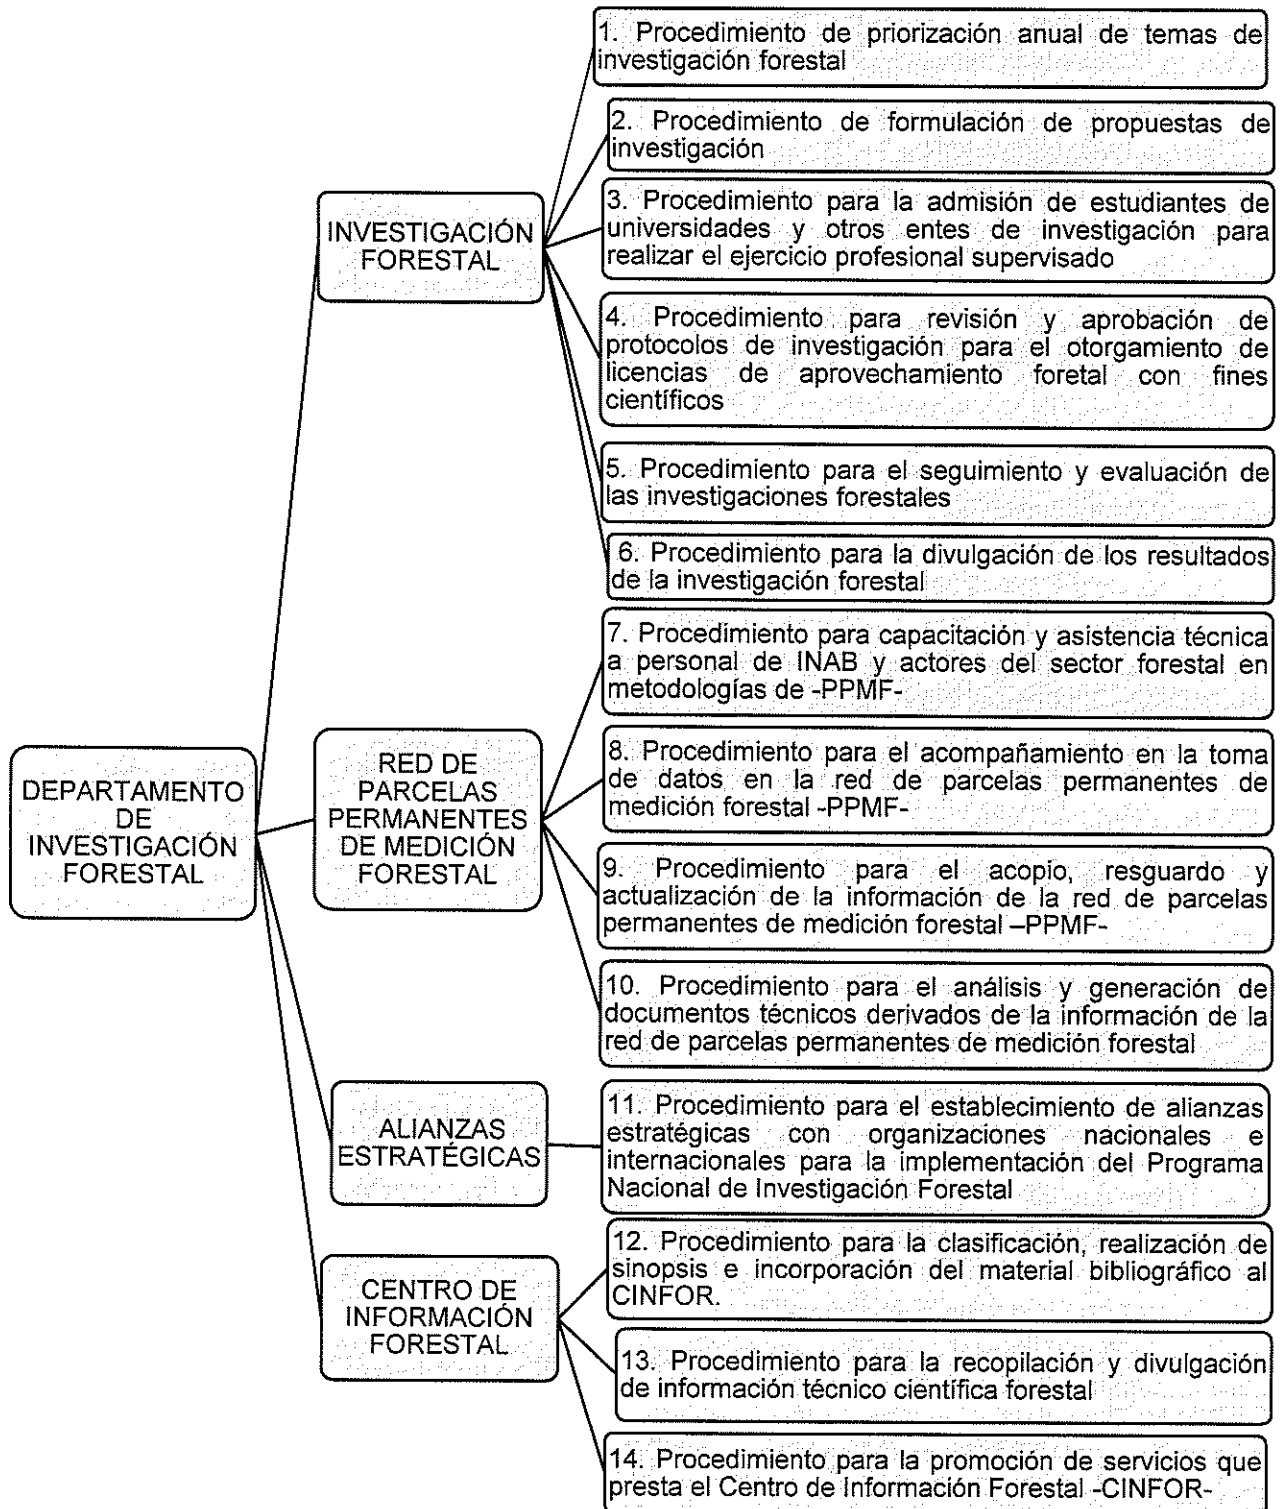 1. Procedimiento de priorización anual de temas de
investigación forestal
2. Procedimiento de formulación de propuestas de
investigación
3. Procedimiento para la admisión de estudiantes de
universidades y otros entes de investigación para
realizar el ejercicio profesional supervisado
INVESTIGACIÓN
FORESTAL
4. Procedimiento para revisión y aprobación de
protocolos de investigación para el otorgamiento de
licencias de aprovechamiento foretal con fines
científicos
5. Procedimiento para el seguimiento y evaluación de
las investigaciones forestales
6. Procedimiento para la divulgación de los resultados
de la investigación forestal
7. Procedimiento para capacitación y asistencia técnica
a personal de INAB y actores del sector forestal en
metodologías de -PPMF-
DEPARTAMENTO
DE
INVESTIGACIÓN
FORESTAL
RED DE
PARCELAS
PERMANENTES
DE MEDICIÓN
FORESTAL
8. Procedimiento para el acompañamiento en la toma
de datos en la red de parcelas permanentes de
medición forestal -PPMF-
9. Procedimiento para el acopio, resguardo y
actualización de la información de la red de parcelas
permanentes de medición forestal –PPMF-
10. Procedimiento para el análisis y generación de
documentos técnicos derivados de la información de la
red de parcelas permanentes de medición forestal
ALIANZAS
ESTRATÉGICAS
11. Procedimiento para el establecimiento de alianzas
estratégicas con organizaciones nacionales e
internacionales para la implementación del Programa
Nacional de Investigación Forestal
12. Procedimiento para la clasificación, realización de
sinopsis e incorporación del material bibliográfico al
CINFOR.
CENTRO DE
INFORMACIÓN
FORESTAL
13. Procedimiento para la recopilación y divulgación
de información técnico científica forestal
14. Procedimiento para la promoción de servicios que
presta el Centro de Información Forestal -CINFOR-